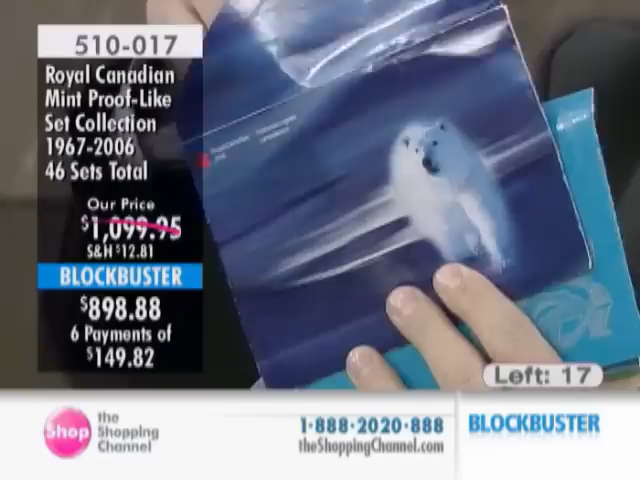 510-017
Royal Canadian
Mint Proof-Like
Set Collection
1967-2006
46 Sets Total
Our Price
$1,099.95
S&H $12.81
BLOCKBUSTER
$898.88
6 Payments of
$149.82
Left: 17
Shop
the
Shopping
Channel
1·888·2020·888
theShoppingChannel.com
BLOCKBUSTER